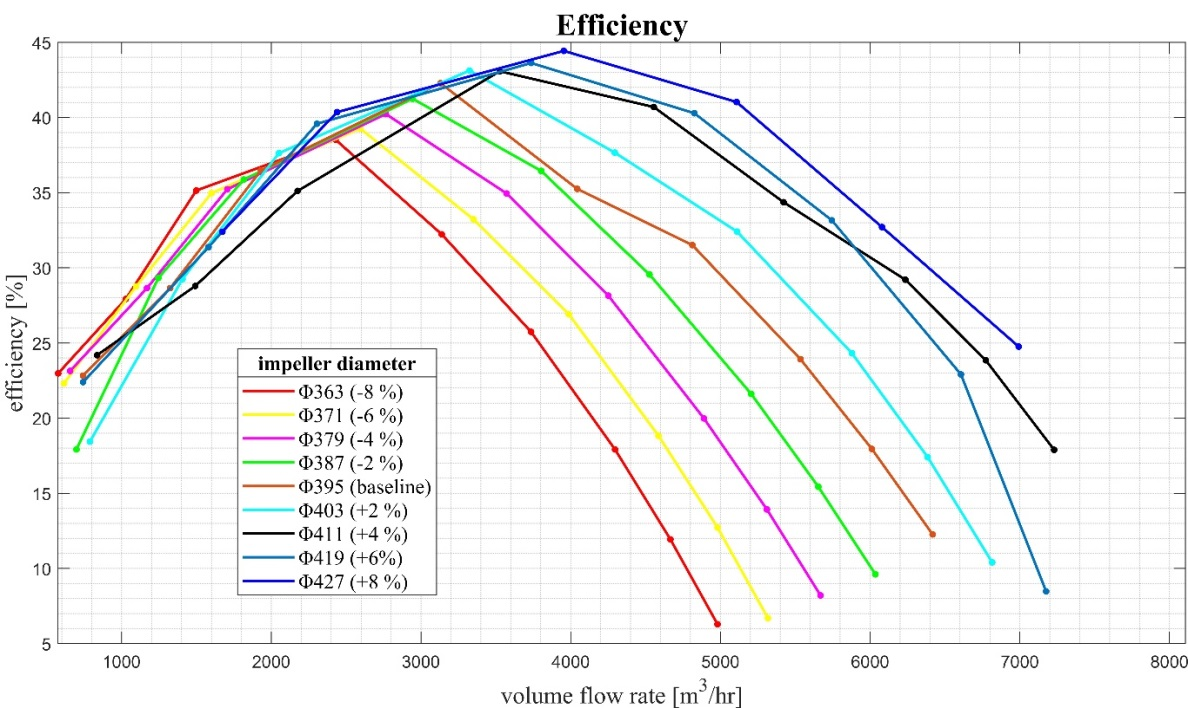 Efficiency
efficiency [%]
45
40
35
30
25
20
15
10
5
impeller diameter
Φ363 (-8 %)
Φ371 (-6 %)
Φ379 (-4 %)
Φ387 (-2 %)
Φ395 (baseline)
Φ403 (+2 %)
Φ411 (+4 %)
Φ419 (+6%)
Φ427 (+8 %)
1000 2000 3000 4000 5000 6000 7000 8000
volume flow rate [m³/hr]